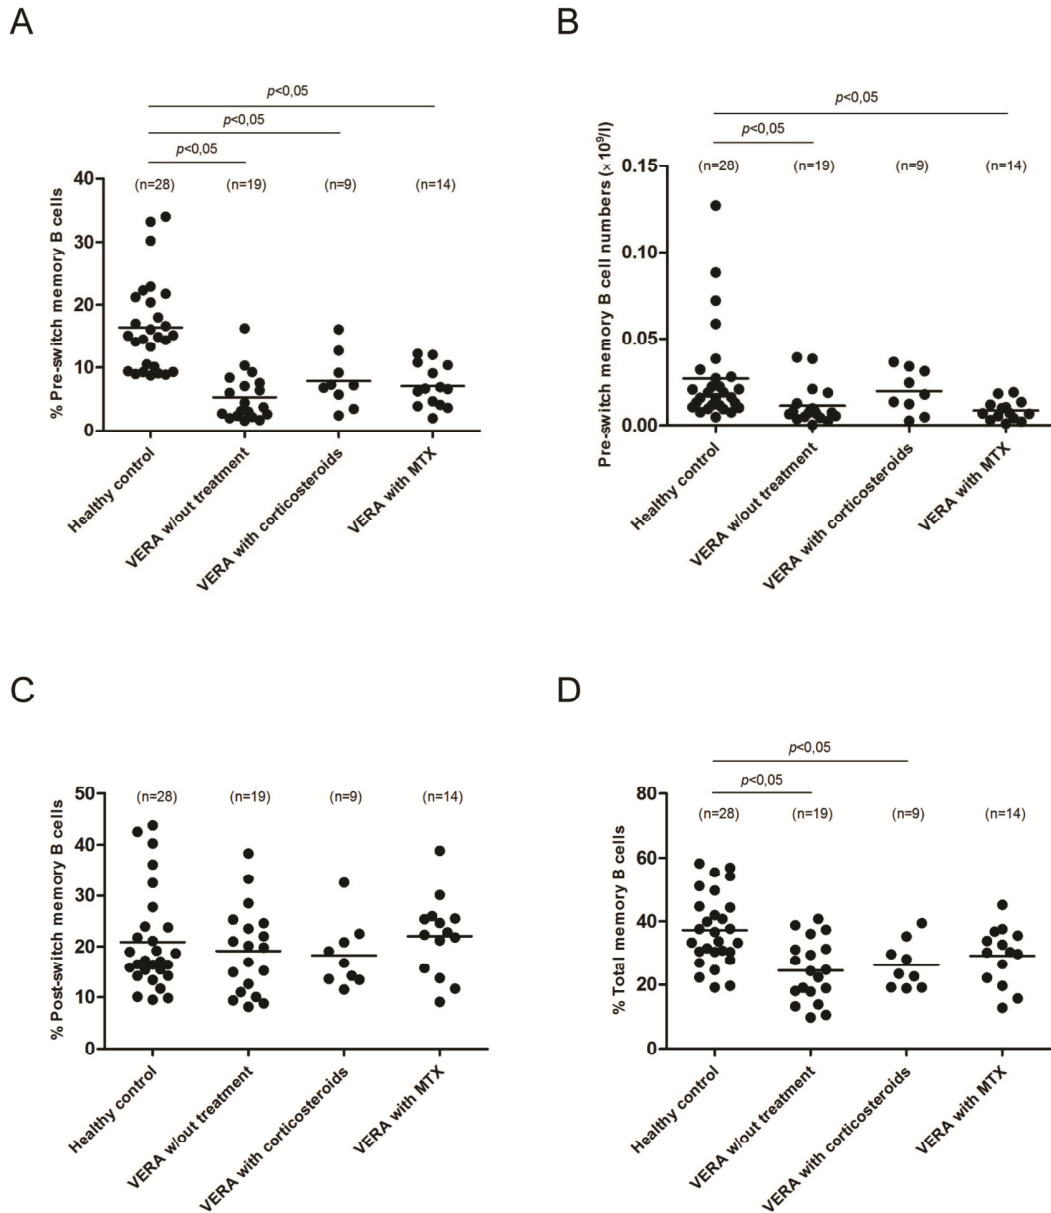 A
B
p<0,05
p<0,05
p<0,05
(n=28)
(n=19)
(n=9)
(n=14)
% Pre-switch memory B cells
40
30
20
10
0
Healthy control
VERA w/out treatment
VERA with corticosteroids
VERA with MTX
p<0,05
p<0,05
(n=28)
(n=19)
(n=9)
(n=14)
Pre-switch memory B cell numbers (× 10⁹/l)
0.15
0.10
0.05
0.00
Healthy control
VERA w/out treatment
VERA with corticosteroids
VERA with MTX
C
D
(n=28)
(n=19)
(n=9)
(n=14)
% Post-switch memory B cells
50
40
30
20
10
0
Healthy control
VERA w/out treatment
VERA with corticosteroids
VERA with MTX
p<0,05
p<0,05
(n=28)
(n=19)
(n=9)
(n=14)
% Total memory B cells
80
60
40
20
0
Healthy control
VERA w/out treatment
VERA with corticosteroids
VERA with MTX